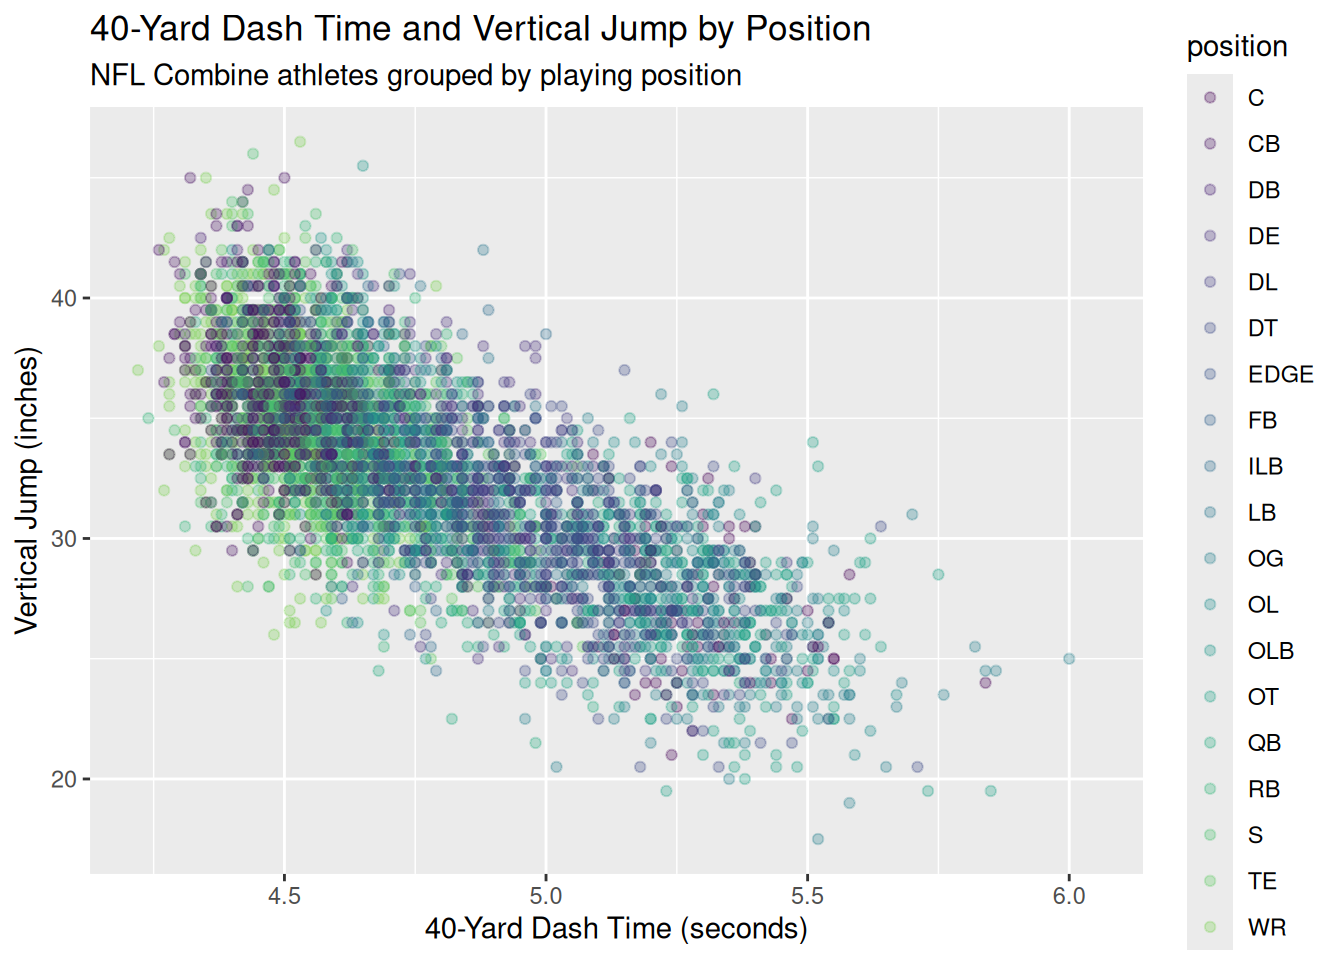 40-Yard Dash Time and Vertical Jump by Position
NFL Combine athletes grouped by playing position
position
C
CB
DB
DE
DL
DT
EDGE
FB
ILB
LB
OG
OL
OLB
OT
QB
RB
S
TE
WR
Vertical Jump (inches)
40
30
20
4.5
5.0
5.5
6.0
40-Yard Dash Time (seconds)